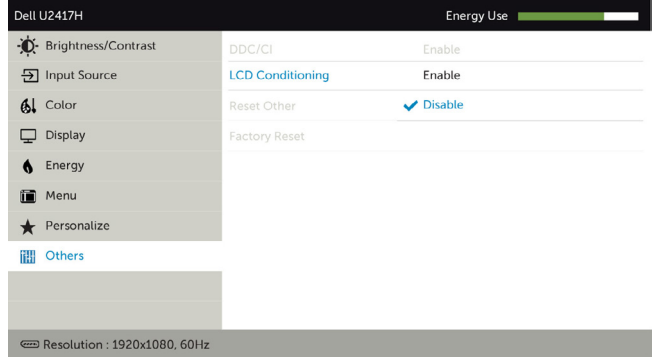 Dell U2417H Energy Use
Brightness/Contrast DDC/CI Enable
Input Source LCD Conditioning Enable
Color Reset Other Disable
Display Factory Reset
Energy
Menu
Personalize
Others
Resolution : 1920x1080, 60Hz